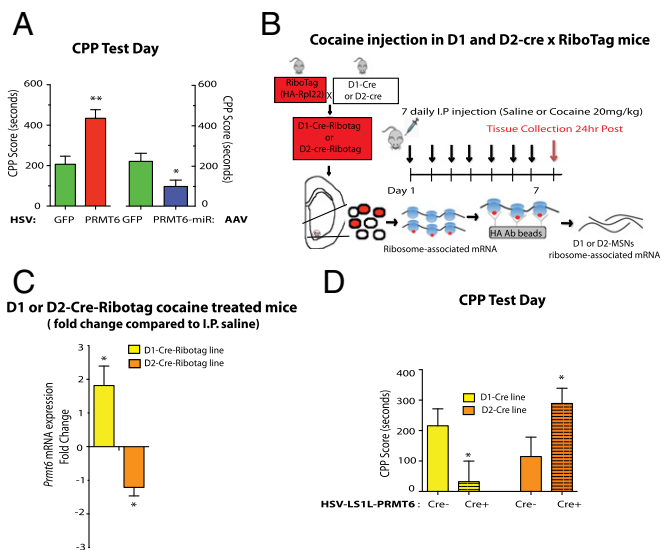 A
CPP Test Day
CPP Score (seconds)
600
400
200
0
**
*
600
400
200
0
CPP Score (seconds)
HSV: GFP PRMT6 GFP PRMT6-miR: AAV
B
Cocaine injection in D1 and D2-cre x RiboTag mice
RiboTag
(HA-Rpl22)
X
D1-Cre
or D2-cre
D1-Cre-Ribotag
or
D2-cre-Ribotag
7 daily I.P injection (Saline or Cocaine 20mg/kg)
Tissue Collection 24hr Post
Day 1
7
Ribosome-associated mRNA
HA Ab beads
D1 or D2-MSNs
ribosome-associated mRNA
C
D1 or D2-Cre-Ribotag cocaine treated mice
( fold change compared to I.P. saline)
Prmt6 mRNA expression
Fold Change
3
2
1
0
-1
-2
-3
*
*
D1-Cre-Ribotag line
D2-Cre-Ribotag line
D
CPP Test Day
CPP Score (seconds)
400
300
200
100
0
D1-Cre line
D2-Cre line
*
*
HSV-LS1L-PRMT6 : Cre- Cre+ Cre- Cre+